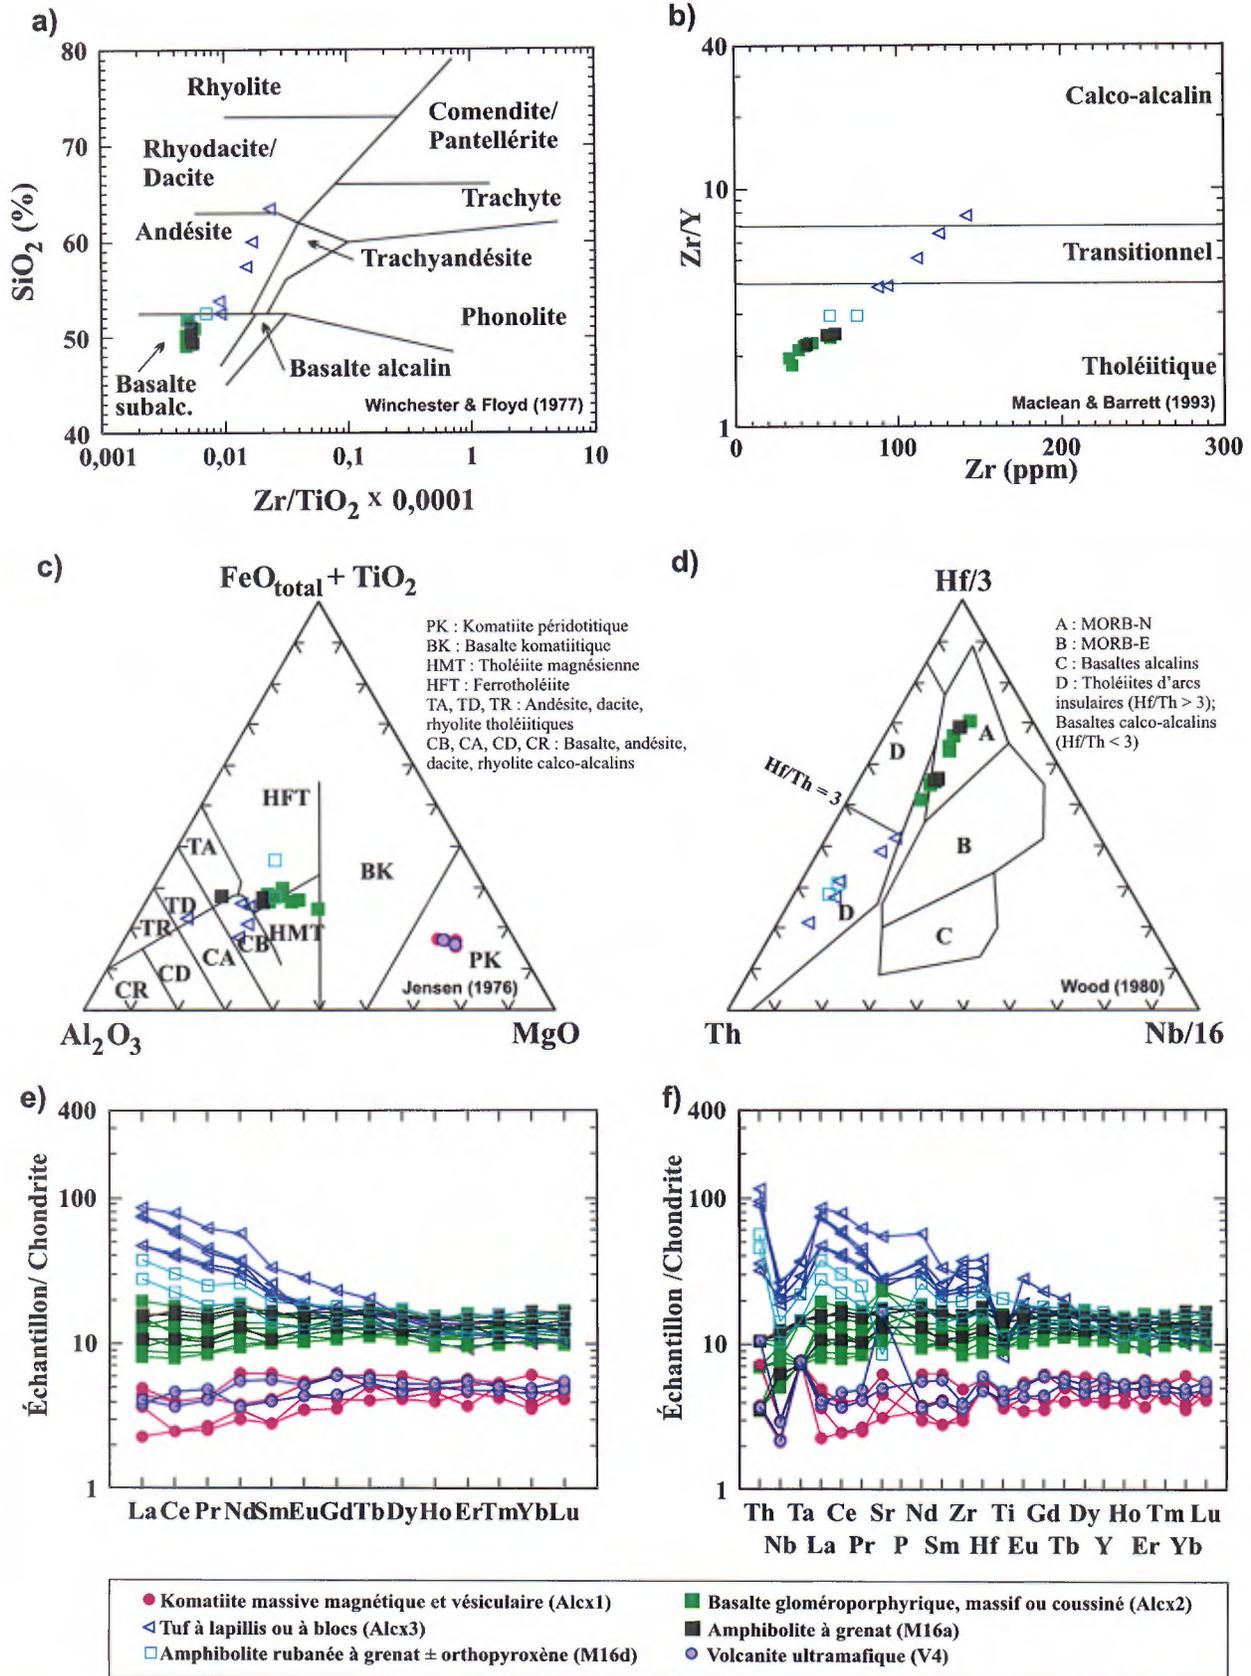 a)
80
70
60
50
40
SiO2 (%)
Rhyolite
Comendite/
Pantellérite
Rhyodacite/
Dacite
Trachyte
Andésite
Trachyandésite
Phonolite
Basalte alcalin
Basalte
subalc.
Winchester & Floyd (1977)
0,001 0,01 0,1 1 10
Zr/TiO2 x 0,0001
b)
40
10
1
Zr/Y
Calco-alcalin
Transitionnel
Tholéiitique
Maclean & Barrett (1993)
0 100 200 300
Zr (ppm)
c)
FeOtotal + TiO2
PK : Komatiite péridotitique
BK : Basalte komatiitique
HMT : Tholéiite magnésienne
HFT : Ferrotholéiite
TA, TD, TR : Andésite, dacite,
rhyolite tholéiitiques
CB, CA, CD, CR : Basalte, andésite,
dacite, rhyolite calco-alcalins
HFT
TA
BK
TD
TR
HMT
CB
CA
CD
PK
CR
Jensen (1976)
Al2O3
MgO
d)
Hf/3
A : MORB-N
B : MORB-E
C : Basaltes alcalins
D : Tholéiites d'arcs
insulaires (Hf/Th > 3);
Basaltes calco-alcalins
(Hf/Th < 3)
A
D
Hf/Th = 3
B
D
C
Wood (1980)
Th
Nb/16
e)
400
100
10
1
Échantillon/ Chondrite
La Ce Pr Nd Sm Eu Gd Tb Dy Ho Er Tm Yb Lu
f)
400
100
10
1
Échantillon /Chondrite
Th Ta Ce Sr Nd Zr Ti Gd Dy Ho Tm Lu
Nb La Pr P Sm Hf Eu Tb Y Er Yb
Komatiite massive magnétique et vésiculaire (Alcx1)
Tuf à lapillis ou à blocs (Alcx3)
Amphibolite rubanée à grenat ± orthopyroxène (M16d)
Basalte gloméroporphyrique, massif ou coussiné (Alcx2)
Amphibolite à grenat (M16a)
Volcanite ultramafique (V4)